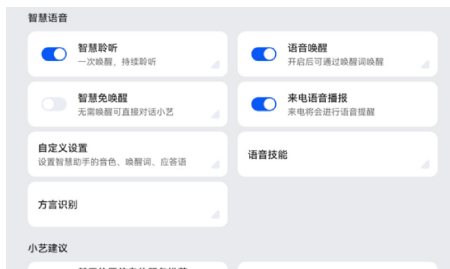 智慧语音
智慧聆听
一次唤醒，持续聆听
语音唤醒
开启后可通过唤醒词唤醒
智慧免唤醒
无需唤醒可直接对话小艺
来电语音播报
来电将会进行语音提醒
自定义设置
设置智慧助手的音色、唤醒词、应答语
语音技能
方言识别
小艺建议